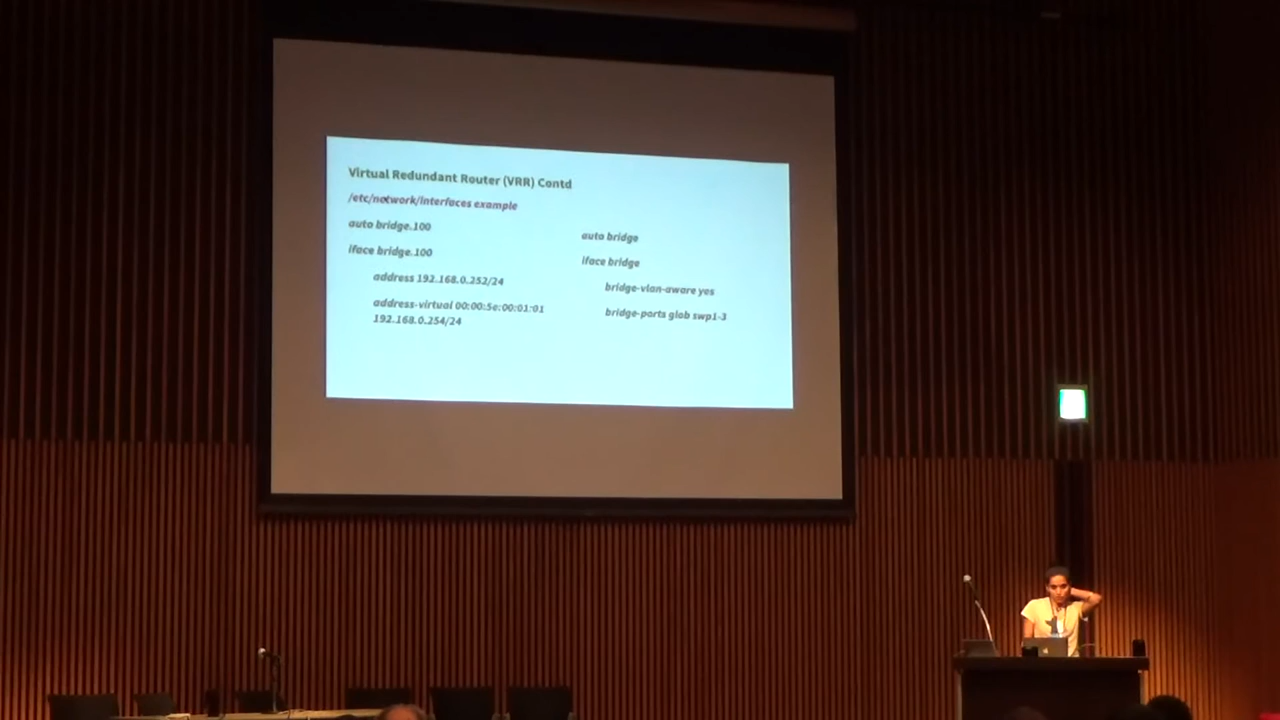 Virtual Redundant Router (VRR) Contd
/etc/network/interfaces example
auto bridge.100
iface bridge.100
address 192.168.0.252/24
address-virtual 00:00:5e:00:01:01
192.168.0.254/24
auto bridge
iface bridge
bridge-vlan-aware yes
bridge-ports glob swp1-3